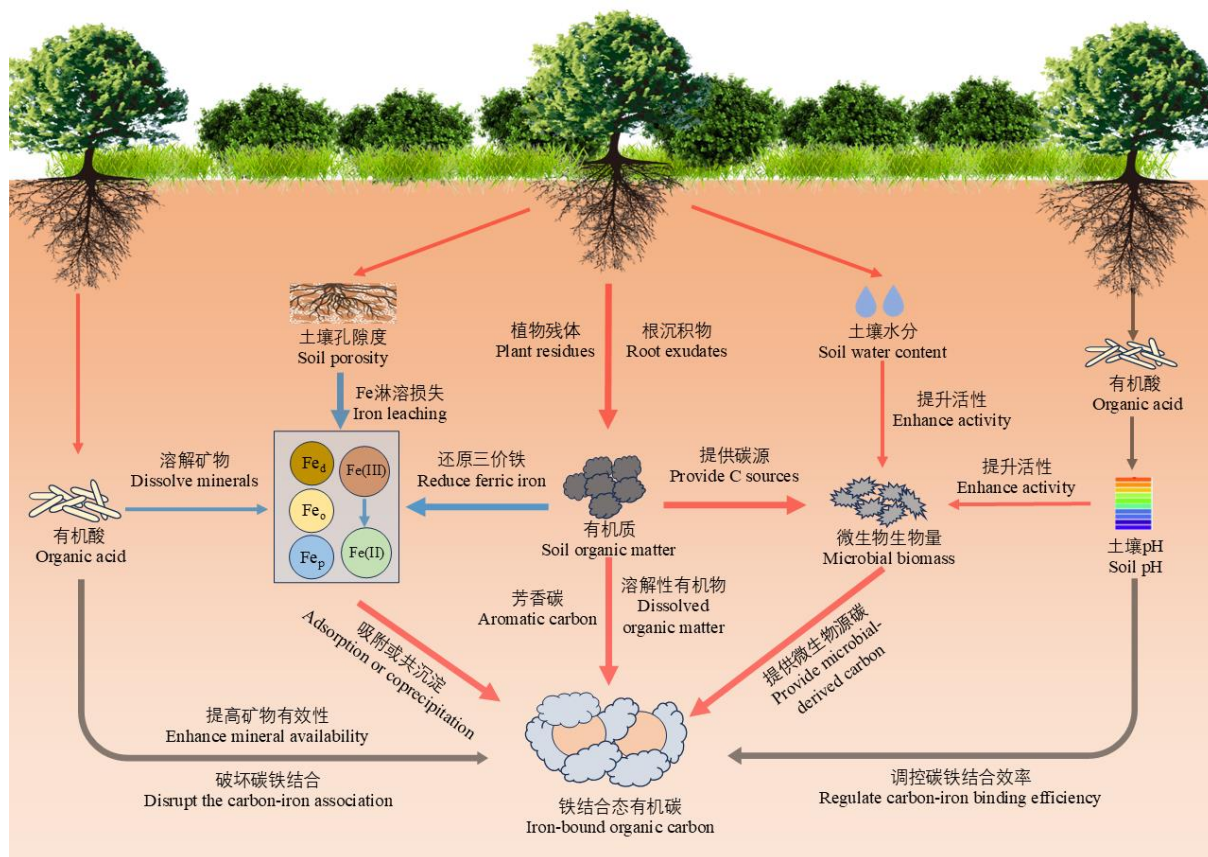 土壤孔隙度
Soil porosity
植物残体
Plant residues
根沉积物
Root exudates
土壤水分
Soil water content
有机酸
Organic acid
Fe淋溶损失
Iron leaching
提升活性
Enhance activity
溶解矿物
Dissolve minerals
Fed
Fe(III)
Feo
Fep
Fe(II)
还原三价铁
Reduce ferric iron
提供碳源
Provide C sources
提升活性
Enhance activity
有机酸
Organic acid
有机质
Soil organic matter
微生物生物量
Microbial biomass
土壤pH
Soil pH
芳香碳
Aromatic carbon
溶解性有机物
Dissolved
organic matter
吸附或共沉淀
Adsorption or coprecipitation
提供微生物源碳
Provide microbial-
derived carbon
提高矿物有效性
Enhance mineral availability
破坏碳铁结合
Disrupt the carbon-iron association
调控碳铁结合效率
Regulate carbon-iron binding efficiency
铁结合态有机碳
Iron-bound organic carbon